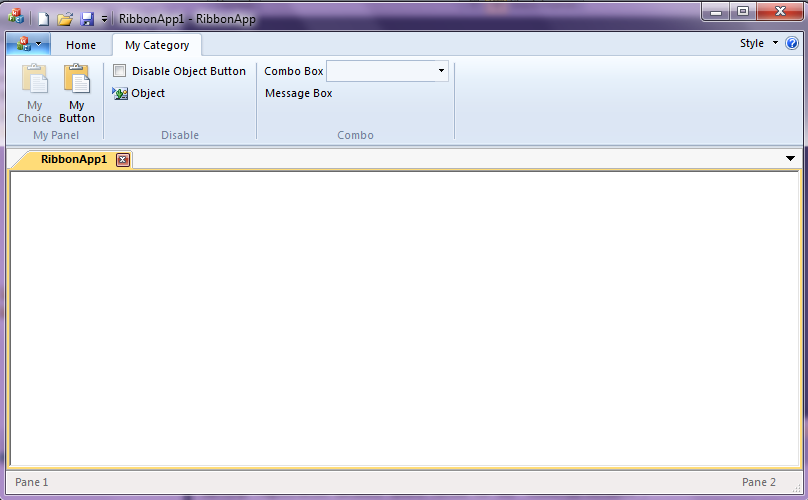 RibbonApp1 - RibbonApp
Home
My Category
Style
My Choice
My Button
My Panel
Disable Object Button
Object
Disable
Combo Box
Message Box
Combo
RibbonApp1
Pane 1
Pane 2